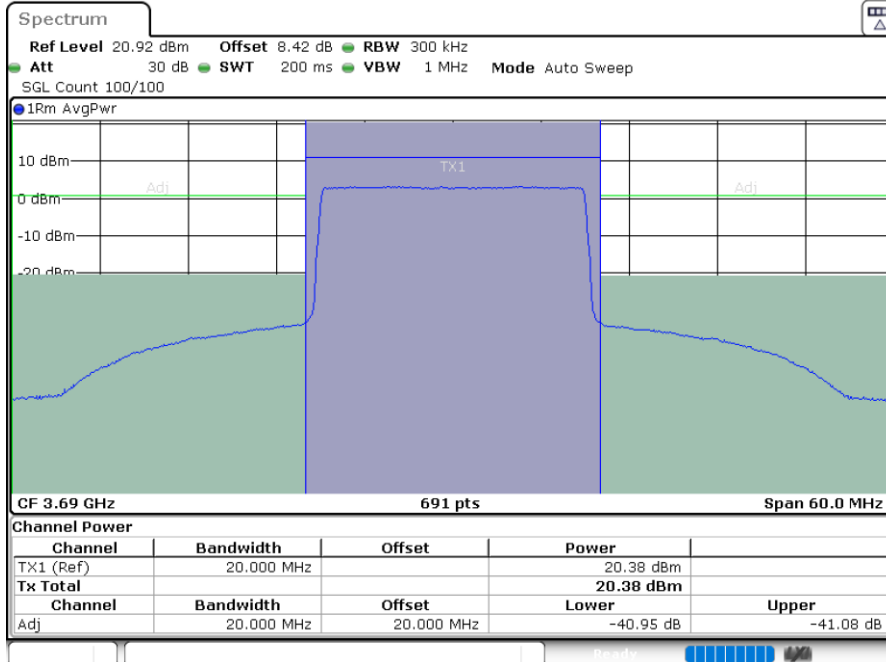 Spectrum
Ref Level 20.92 dBm Offset 8.42 dB RBW 300 kHz
Att 30 dB SWT 200 ms VBW 1 MHz Mode Auto Sweep
SGL Count 100/100
1Rm AvgPwr
10 dBm
TX1
Adj Adj
0 dBm
-10 dBm
-20 dBm
CF 3.69 GHz 691 pts Span 60.0 MHz
Channel Power
Channel Bandwidth Offset Power
TX1 (Ref) 20.000 MHz 20.38 dBm
Tx Total 20.38 dBm
Channel Bandwidth Offset Lower Upper
Adj 20.000 MHz 20.000 MHz -40.95 dB -41.08 dB
Ready